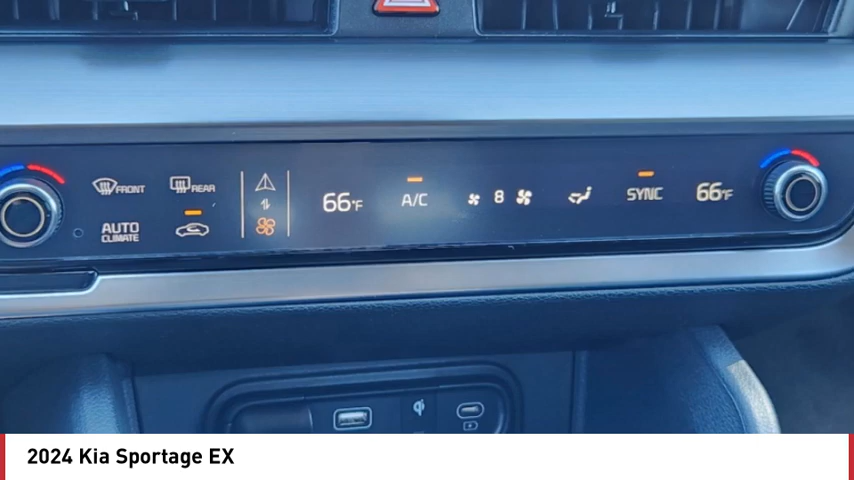 FRONT
REAR
AUTO
CLIMATE
66°F
A/C
8
SYNC
66°F
2024 Kia Sportage EX